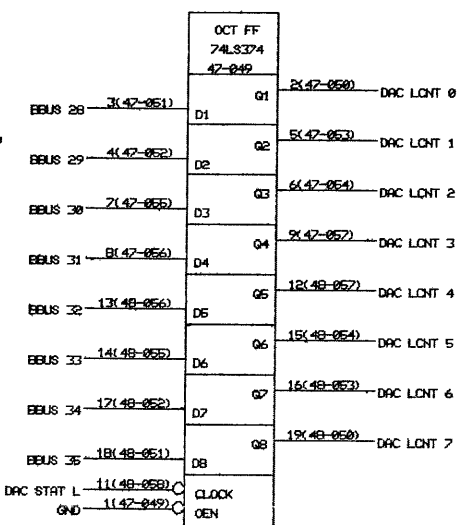 OCT FF
74LS374
47-049
Q1 2(47-050) DAC LCNT 0
BBUS 28 3(47-051) D1
Q2 5(47-053) DAC LCNT 1
BBUS 29 4(47-052) D2
Q3 6(47-054) DAC LCNT 2
BBUS 30 7(47-055) D3
Q4 9(47-057) DAC LCNT 3
BBUS 31 8(47-056) D4
Q5 12(48-057) DAC LCNT 4
BBUS 32 13(48-056) D5
Q6 15(48-054) DAC LCNT 5
BBUS 33 14(48-055) D6
Q7 16(48-053) DAC LCNT 6
BBUS 34 17(48-052) D7
Q8 19(48-050) DAC LCNT 7
BBUS 35 18(48-051) D8
DAC STAT L 11(48-058) CLOCK
GND 1(47-049) OEN